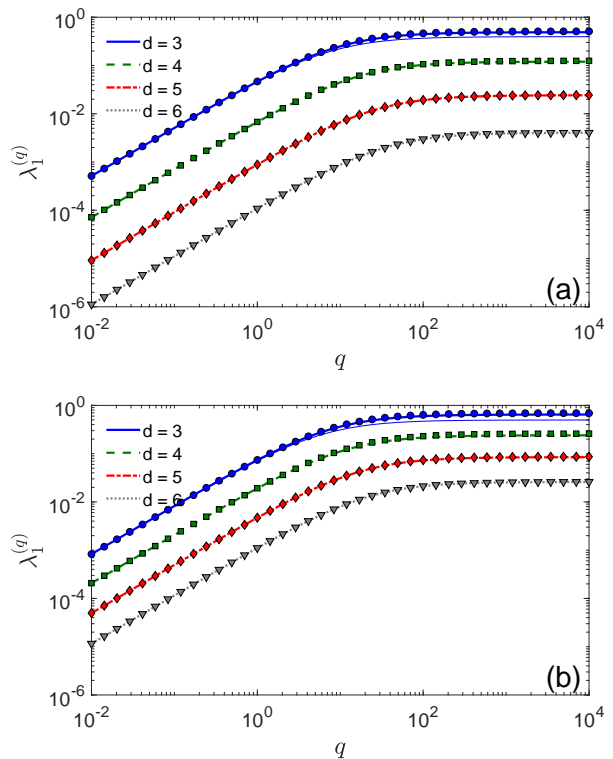 10^0
d = 3
d = 4
10^-2
d = 5
d = 6
λ_1^(q)
10^-4
10^-6
(a)
10^-2 10^0 10^2 10^4
q
10^0
d = 3
d = 4
10^-2
d = 5
d = 6
λ_1^(q)
10^-4
10^-6
(b)
10^-2 10^0 10^2 10^4
q